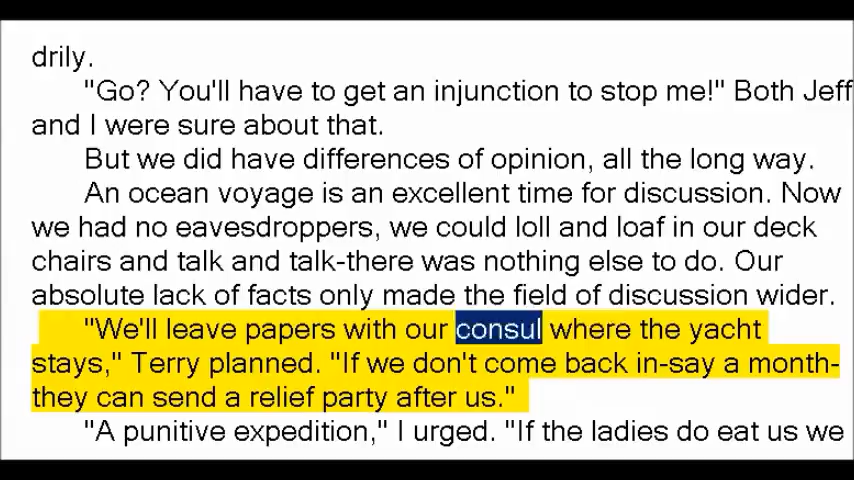 drily.
"Go? You'll have to get an injunction to stop me!" Both Jeff
and I were sure about that.
But we did have differences of opinion, all the long way.
An ocean voyage is an excellent time for discussion. Now
we had no eavesdroppers, we could loll and loaf in our deck
chairs and talk and talk-there was nothing else to do. Our
absolute lack of facts only made the field of discussion wider.
"We'll leave papers with our consul where the yacht
stays," Terry planned. "If we don't come back in-say a month-
they can send a relief party after us."
"A punitive expedition," I urged. "If the ladies do eat us we